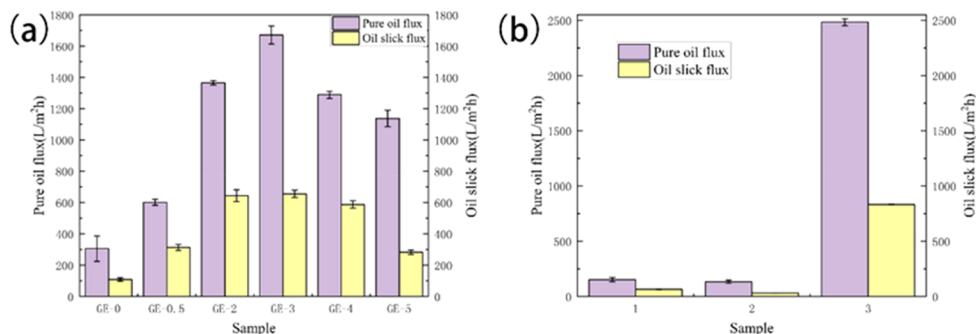 (a)
Pure oil flux
Oil slick flux
Pure oil flux(L/m²h)
1800
1600
1400
1200
1000
800
600
400
200
0
1800
1600
1400
1200
1000
800
600
400
200
0
Oil slick flux(L/m²h)
GE-0 GE-0.5 GE-2 GE-3 GE-4 GE-5
Sample
(b)
Pure oil flux
Oil slick flux
Pure oil flux(L/m²h)
2500
2000
1500
1000
500
0
2500
2000
1500
1000
500
0
Oil slick flux(L/m²h)
1 2 3
Sample